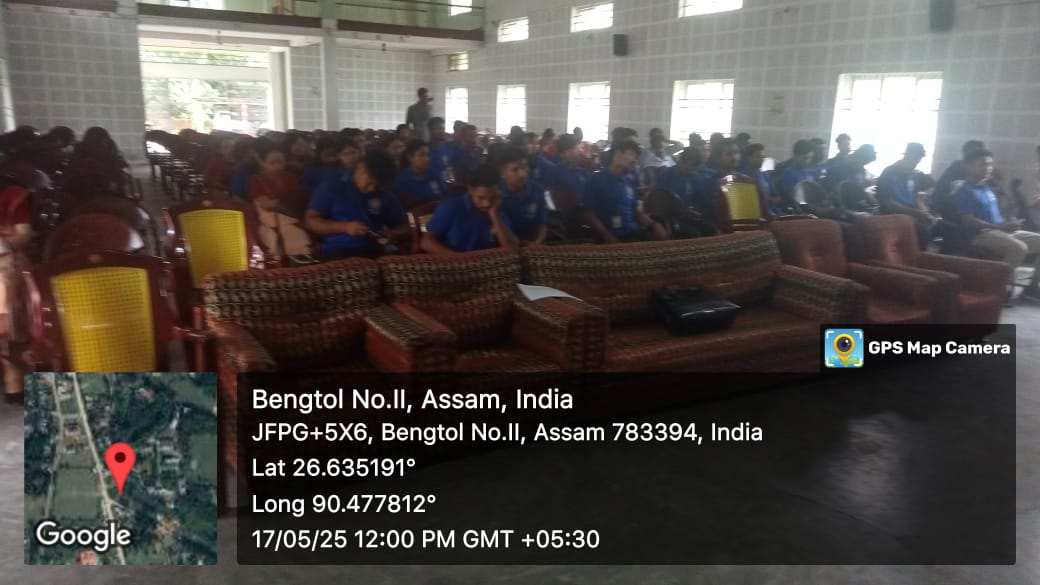 GPS Map Camera
Bengtol No.II, Assam, India
JFPG+5X6, Bengtol No.II, Assam 783394, India
Lat 26.635191°
Long 90.477812°
17/05/25 12:00 PM GMT +05:30
Google